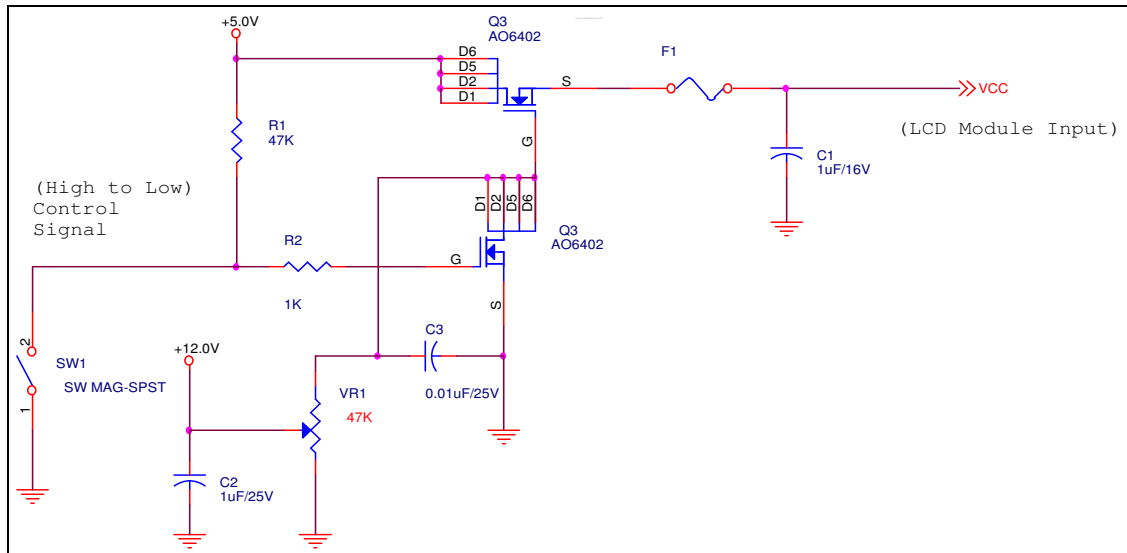 +5.0V
Q3
AO6402
D6
D5
D2
D1
S
G
F1
VCC
(LCD Module Input)
R1
47K
C1
1uF/16V
(High to Low)
Control
Signal
D1
D2
D5
D6
Q3
AO6402
R2
1K
G
S
C3
0.01uF/25V
+12.0V
2
SW1
SW MAG-SPST
1
VR1
47K
C2
1uF/25V